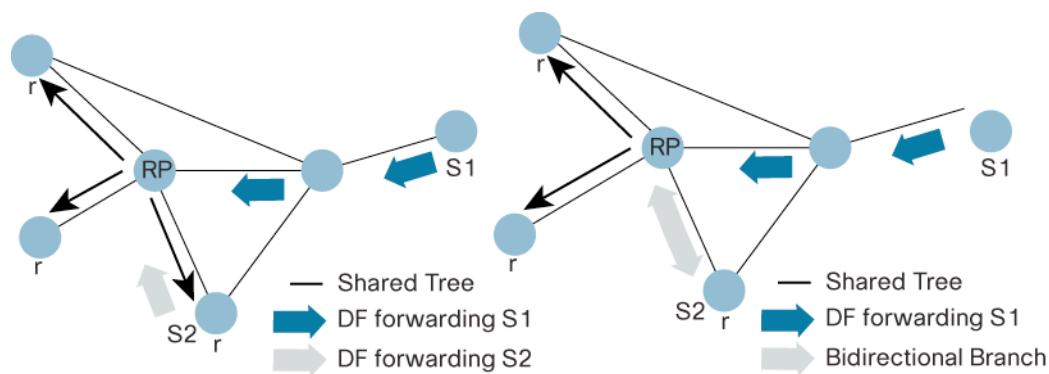 r
RP
S1
r
S2
r
Shared Tree
DF forwarding S1
DF forwarding S2
r
RP
S1
r
S2
r
Shared Tree
DF forwarding S1
Bidirectional Branch